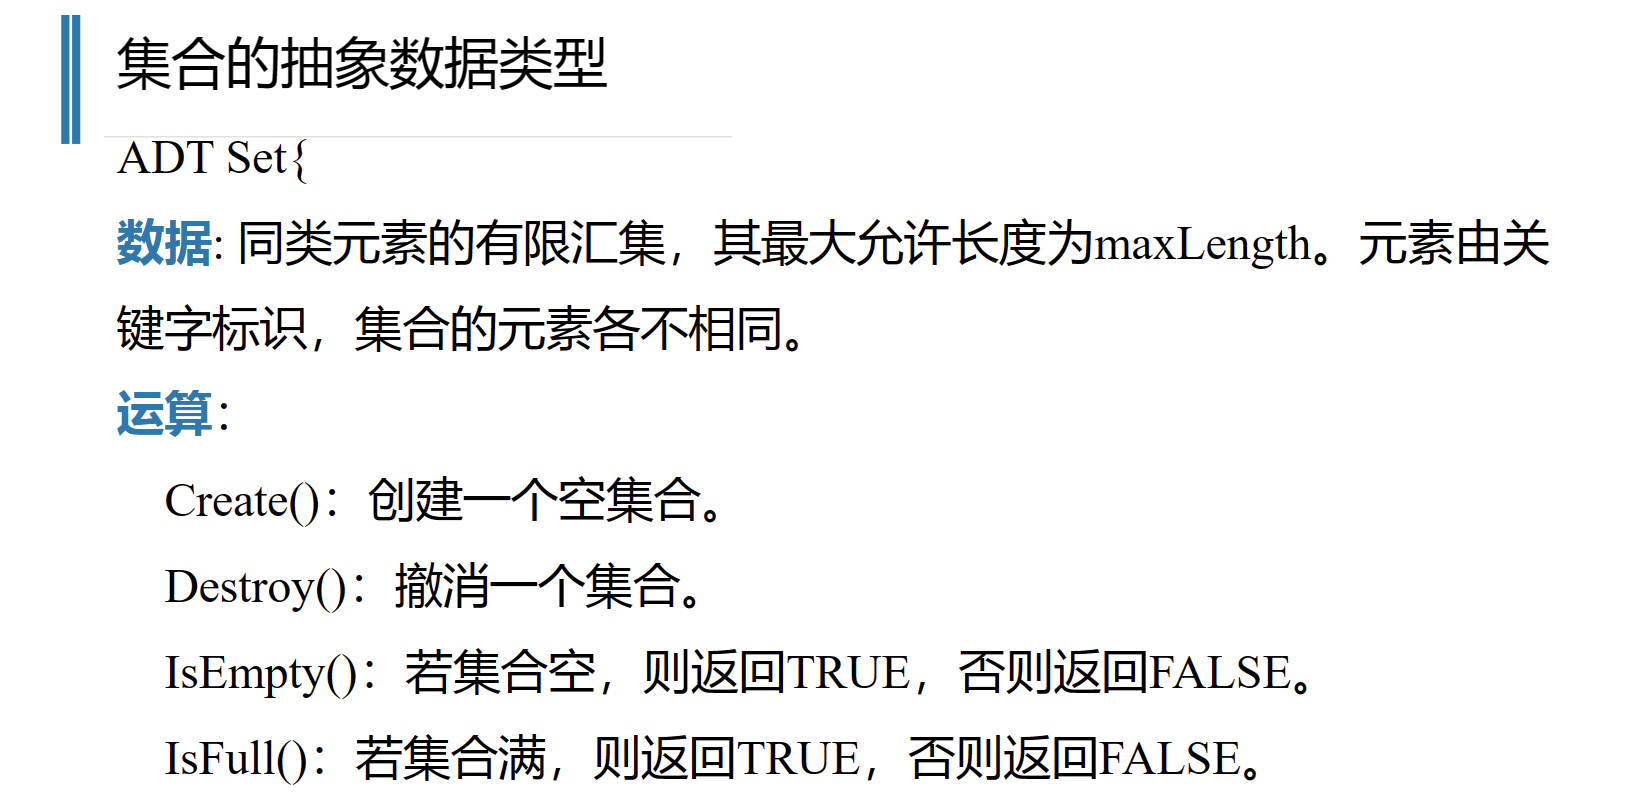 集合的抽象数据类型
ADT Set{
数据: 同类元素的有限汇集，其最大允许长度为maxLength。元素由关
键字标识，集合的元素各不相同。
运算：
Create()：创建一个空集合。
Destroy()：撤消一个集合。
IsEmpty()：若集合空，则返回TRUE，否则返回FALSE。
IsFull()：若集合满，则返回TRUE，否则返回FALSE。